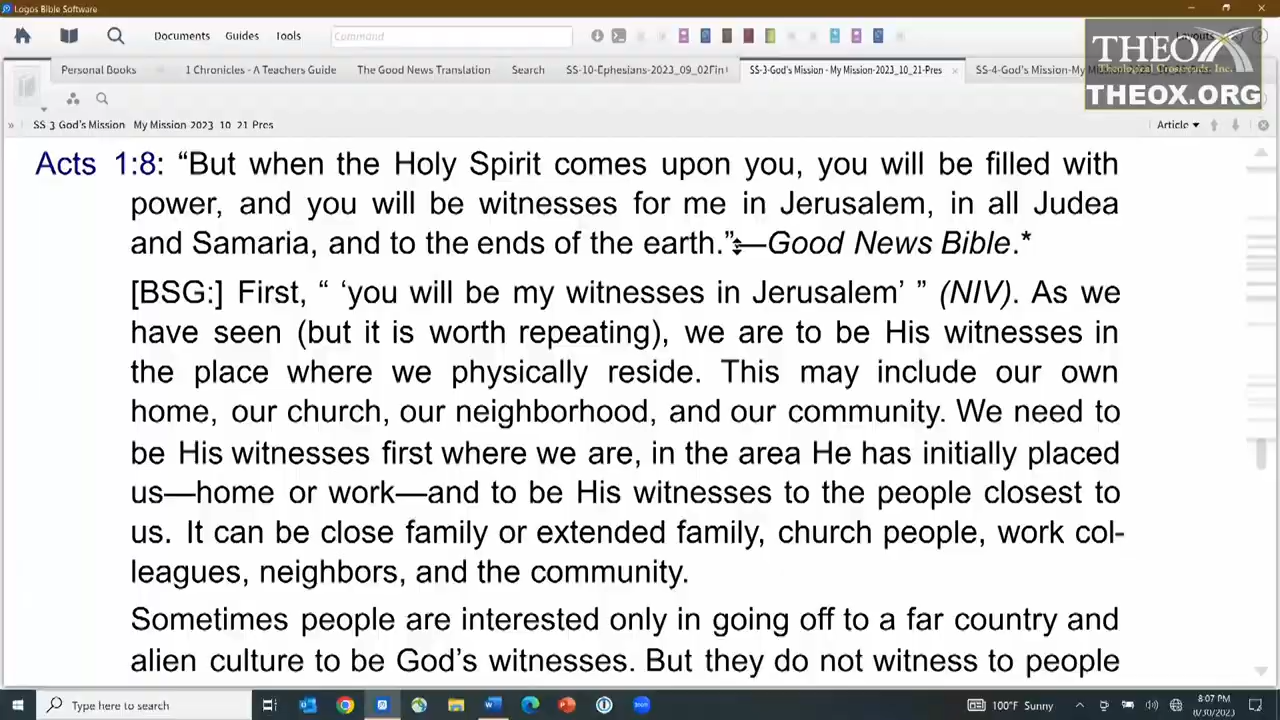 Logos Bible Software
Documents Guides Tools Command Layouts
THEOX
Theological Crossroads, Inc.
THEOX.ORG
Personal Books 1 Chronicles - A Teachers Guide The Good News Translation Search SS-10-Ephesians-2023_09_02Fin1 SS-3-God's Mission - My Mission-2023_10_21-Pres SS-4-God's Mission-My
SS 3 God's Mission My Mission 2023 10 21 Pres Article
Acts 1:8: “But when the Holy Spirit comes upon you, you will be filled with
power, and you will be witnesses for me in Jerusalem, in all Judea
and Samaria, and to the ends of the earth.”—Good News Bible.*
[BSG:] First, “ ‘you will be my witnesses in Jerusalem’ ” (NIV). As we
have seen (but it is worth repeating), we are to be His witnesses in
the place where we physically reside. This may include our own
home, our church, our neighborhood, and our community. We need to
be His witnesses first where we are, in the area He has initially placed
us—home or work—and to be His witnesses to the people closest to
us. It can be close family or extended family, church people, work col-
leagues, neighbors, and the community.
Sometimes people are interested only in going off to a far country and
alien culture to be God’s witnesses. But they do not witness to people
Type here to search 100°F Sunny 8:07 PM
8/30/2023